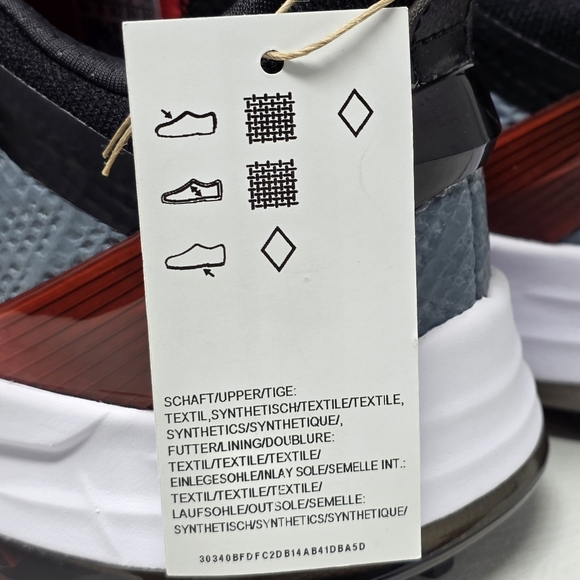 SCHAFT/UPPER/TIGE:
TEXTIL,SYNTHETISCH/TEXTILE/TEXTILE,
SYNTHETICS/SYNTHETIQUE/,
FUTTER/LINING/DOUBLURE:
TEXTIL/TEXTILE/TEXTILE/
EINLEGESOHLE/INLAY SOLE/SEMELLE INT.:
TEXTIL/TEXTILE/TEXTILE/
LAUFSOHLE/OUTSOLE/SEMELLE:
SYNTHETISCH/SYNTHETICS/SYNTHETIQUE/
30340BFDFC2DB14AB41DBA5D